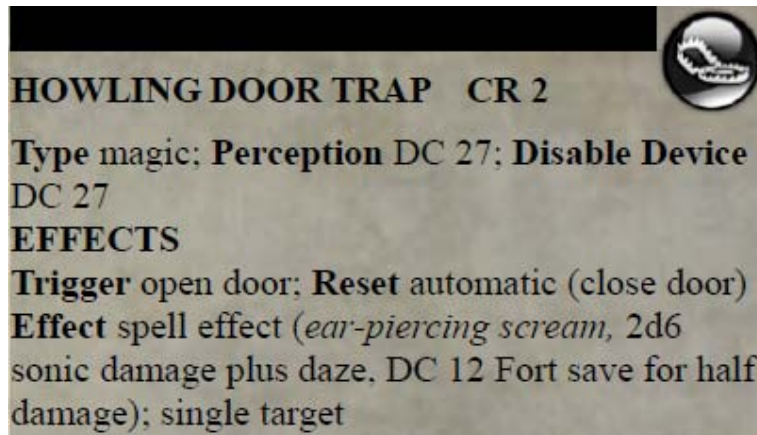 HOWLING DOOR TRAP CR 2
Type magic; Perception DC 27; Disable Device
DC 27
EFFECTS
Trigger open door; Reset automatic (close door)
Effect spell effect (ear-piercing scream, 2d6
sonic damage plus daze, DC 12 Fort save for half
damage); single target